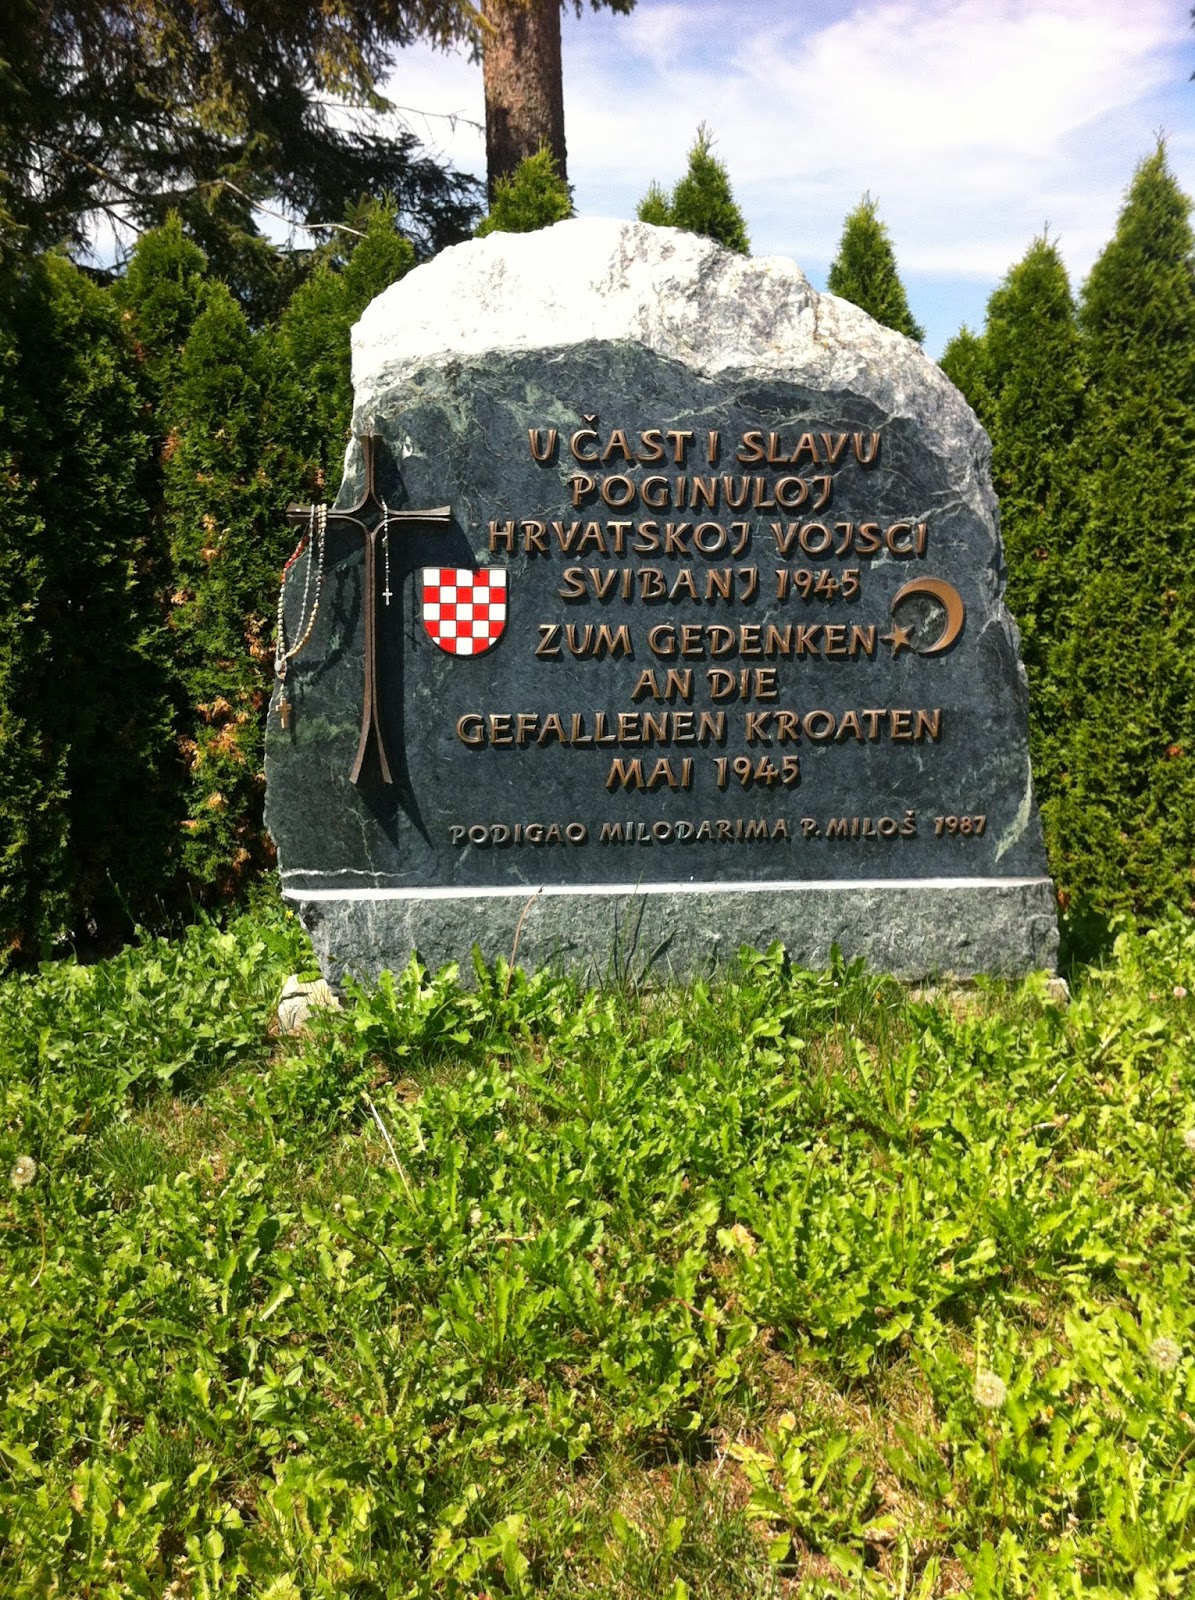 U ČAST I SLAVU
POGINULOJ
HRVATSKOJ VOJSCI
SVIBANJ 1945
ZUM GEDENKEN
AN DIE
GEFALLENEN KROATEN
MAI 1945
PODIGAO MILODARIMA P. MILOŠ 1987